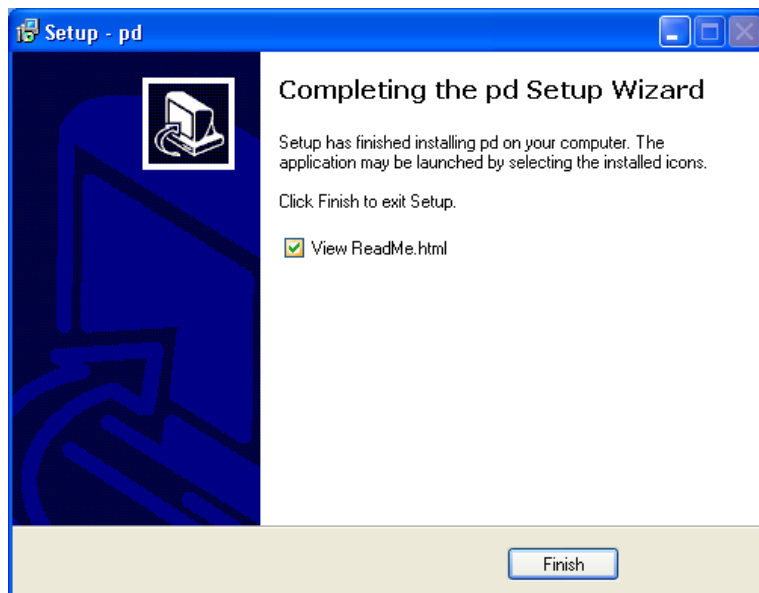 Setup - pd
Completing the pd Setup Wizard
Setup has finished installing pd on your computer. The
application may be launched by selecting the installed icons.
Click Finish to exit Setup.
View ReadMe.html
Finish